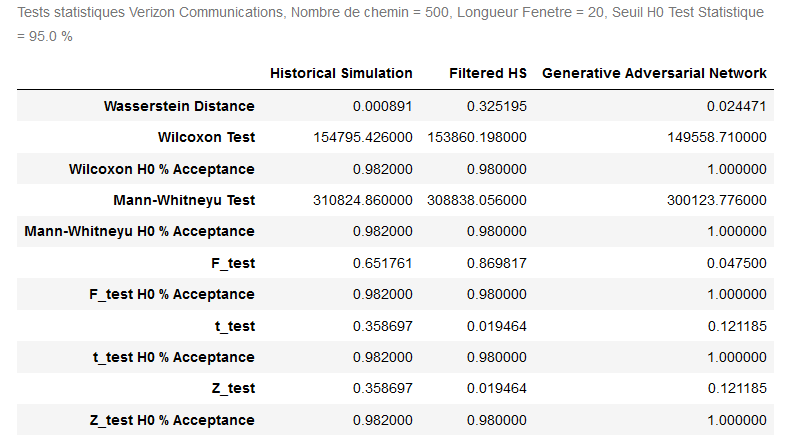 Tests statistiques Verizon Communications, Nombre de chemin = 500, Longueur Fenetre = 20, Seuil H0 Test Statistique
= 95.0 %
Historical Simulation Filtered HS Generative Adversarial Network
Wasserstein Distance 0.000891 0.325195 0.024471
Wilcoxon Test 154795.426000 153860.198000 149558.710000
Wilcoxon H0 % Acceptance 0.982000 0.980000 1.000000
Mann-Whitneyu Test 310824.860000 308838.056000 300123.776000
Mann-Whitneyu H0 % Acceptance 0.982000 0.980000 1.000000
F_test 0.651761 0.869817 0.047500
F_test H0 % Acceptance 0.982000 0.980000 1.000000
t_test 0.358697 0.019464 0.121185
t_test H0 % Acceptance 0.982000 0.980000 1.000000
Z_test 0.358697 0.019464 0.121185
Z_test H0 % Acceptance 0.982000 0.980000 1.000000